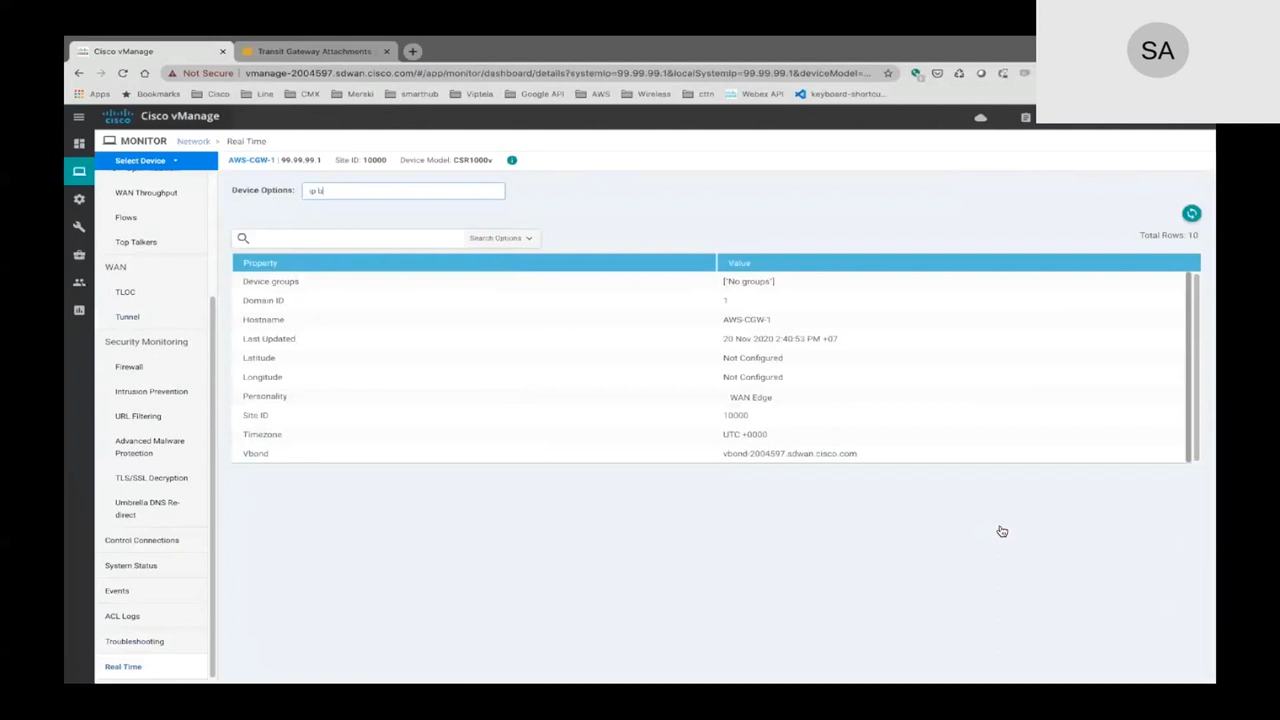 SA
Cisco vManage
Transit Gateway Attachments
Not Secure
vmanage-2004597.sdwan.cisco.com/#/app/monitor/dashboard/details?systemIp=99.99.99.1&localSystemIp=99.99.99.1&deviceModel=...
Apps Bookmarks Cisco Line CMX Merski smarthub Viptela Google API AWS Wireless cttn Webex API keyboard-shortcu...
cisco Cisco vManage
MONITOR Network > Real Time
Select Device
AWS-CGW-1 | 99.99.99.1 Site ID: 10000 Device Model: CSR1000v
WAN Throughput
Flows
Top Talkers
WAN
TLOC
Tunnel
Security Monitoring
Firewall
Intrusion Prevention
URL Filtering
Advanced Malware
Protection
TLS/SSL Decryption
Umbrella DNS Re-
direct
Control Connections
System Status
Events
ACL Logs
Troubleshooting
Real Time
Device Options: ip b
Search Options
Total Rows: 10
Property Value
Device groups ["No groups"]
Domain ID 1
Hostname AWS-CGW-1
Last Updated 20 Nov 2020 2:40:53 PM +07
Latitude Not Configured
Longitude Not Configured
Personality WAN Edge
Site ID 10000
Timezone UTC +0000
Vbond vbond-2004597.sdwan.cisco.com